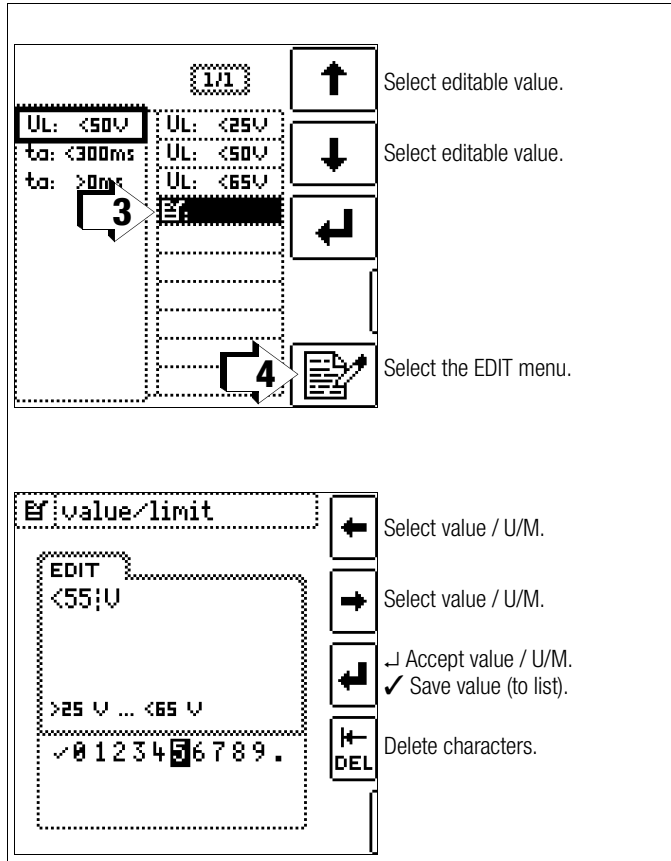 1/1
Select editable value.
UL: <50V
UL: <25V
ta: <300ms
UL: <50V
Select editable value.
ta: >0ms
UL: <65V
3
4
Select the EDIT menu.
value/limit
Select value / U/M.
EDIT
<55¦V
Select value / U/M.
↵ Accept value / U/M.
✓ Save value (to list).
>25 V ... <65 V
✓0123456789.
DEL
Delete characters.